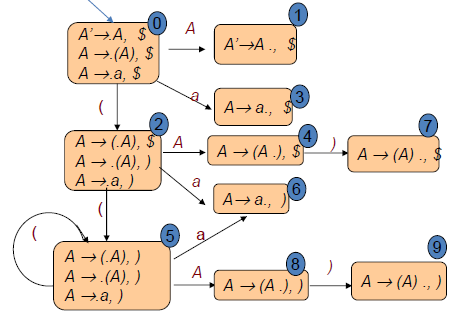 0
A'→.A, $
A →.(A), $
A →.a, $
A
1
A'→A ., $
a
3
A→ a., $
(
2
A → (.A), $
A → .(A), )
A →.a, )
A
4
A → (A .), $
)
7
A → (A) ., $
a
6
A→ a., )
(
5
(
A → (.A), )
A → .(A), )
A →.a, )
a
A
8
A → (A .), )
)
9
A → (A) ., )